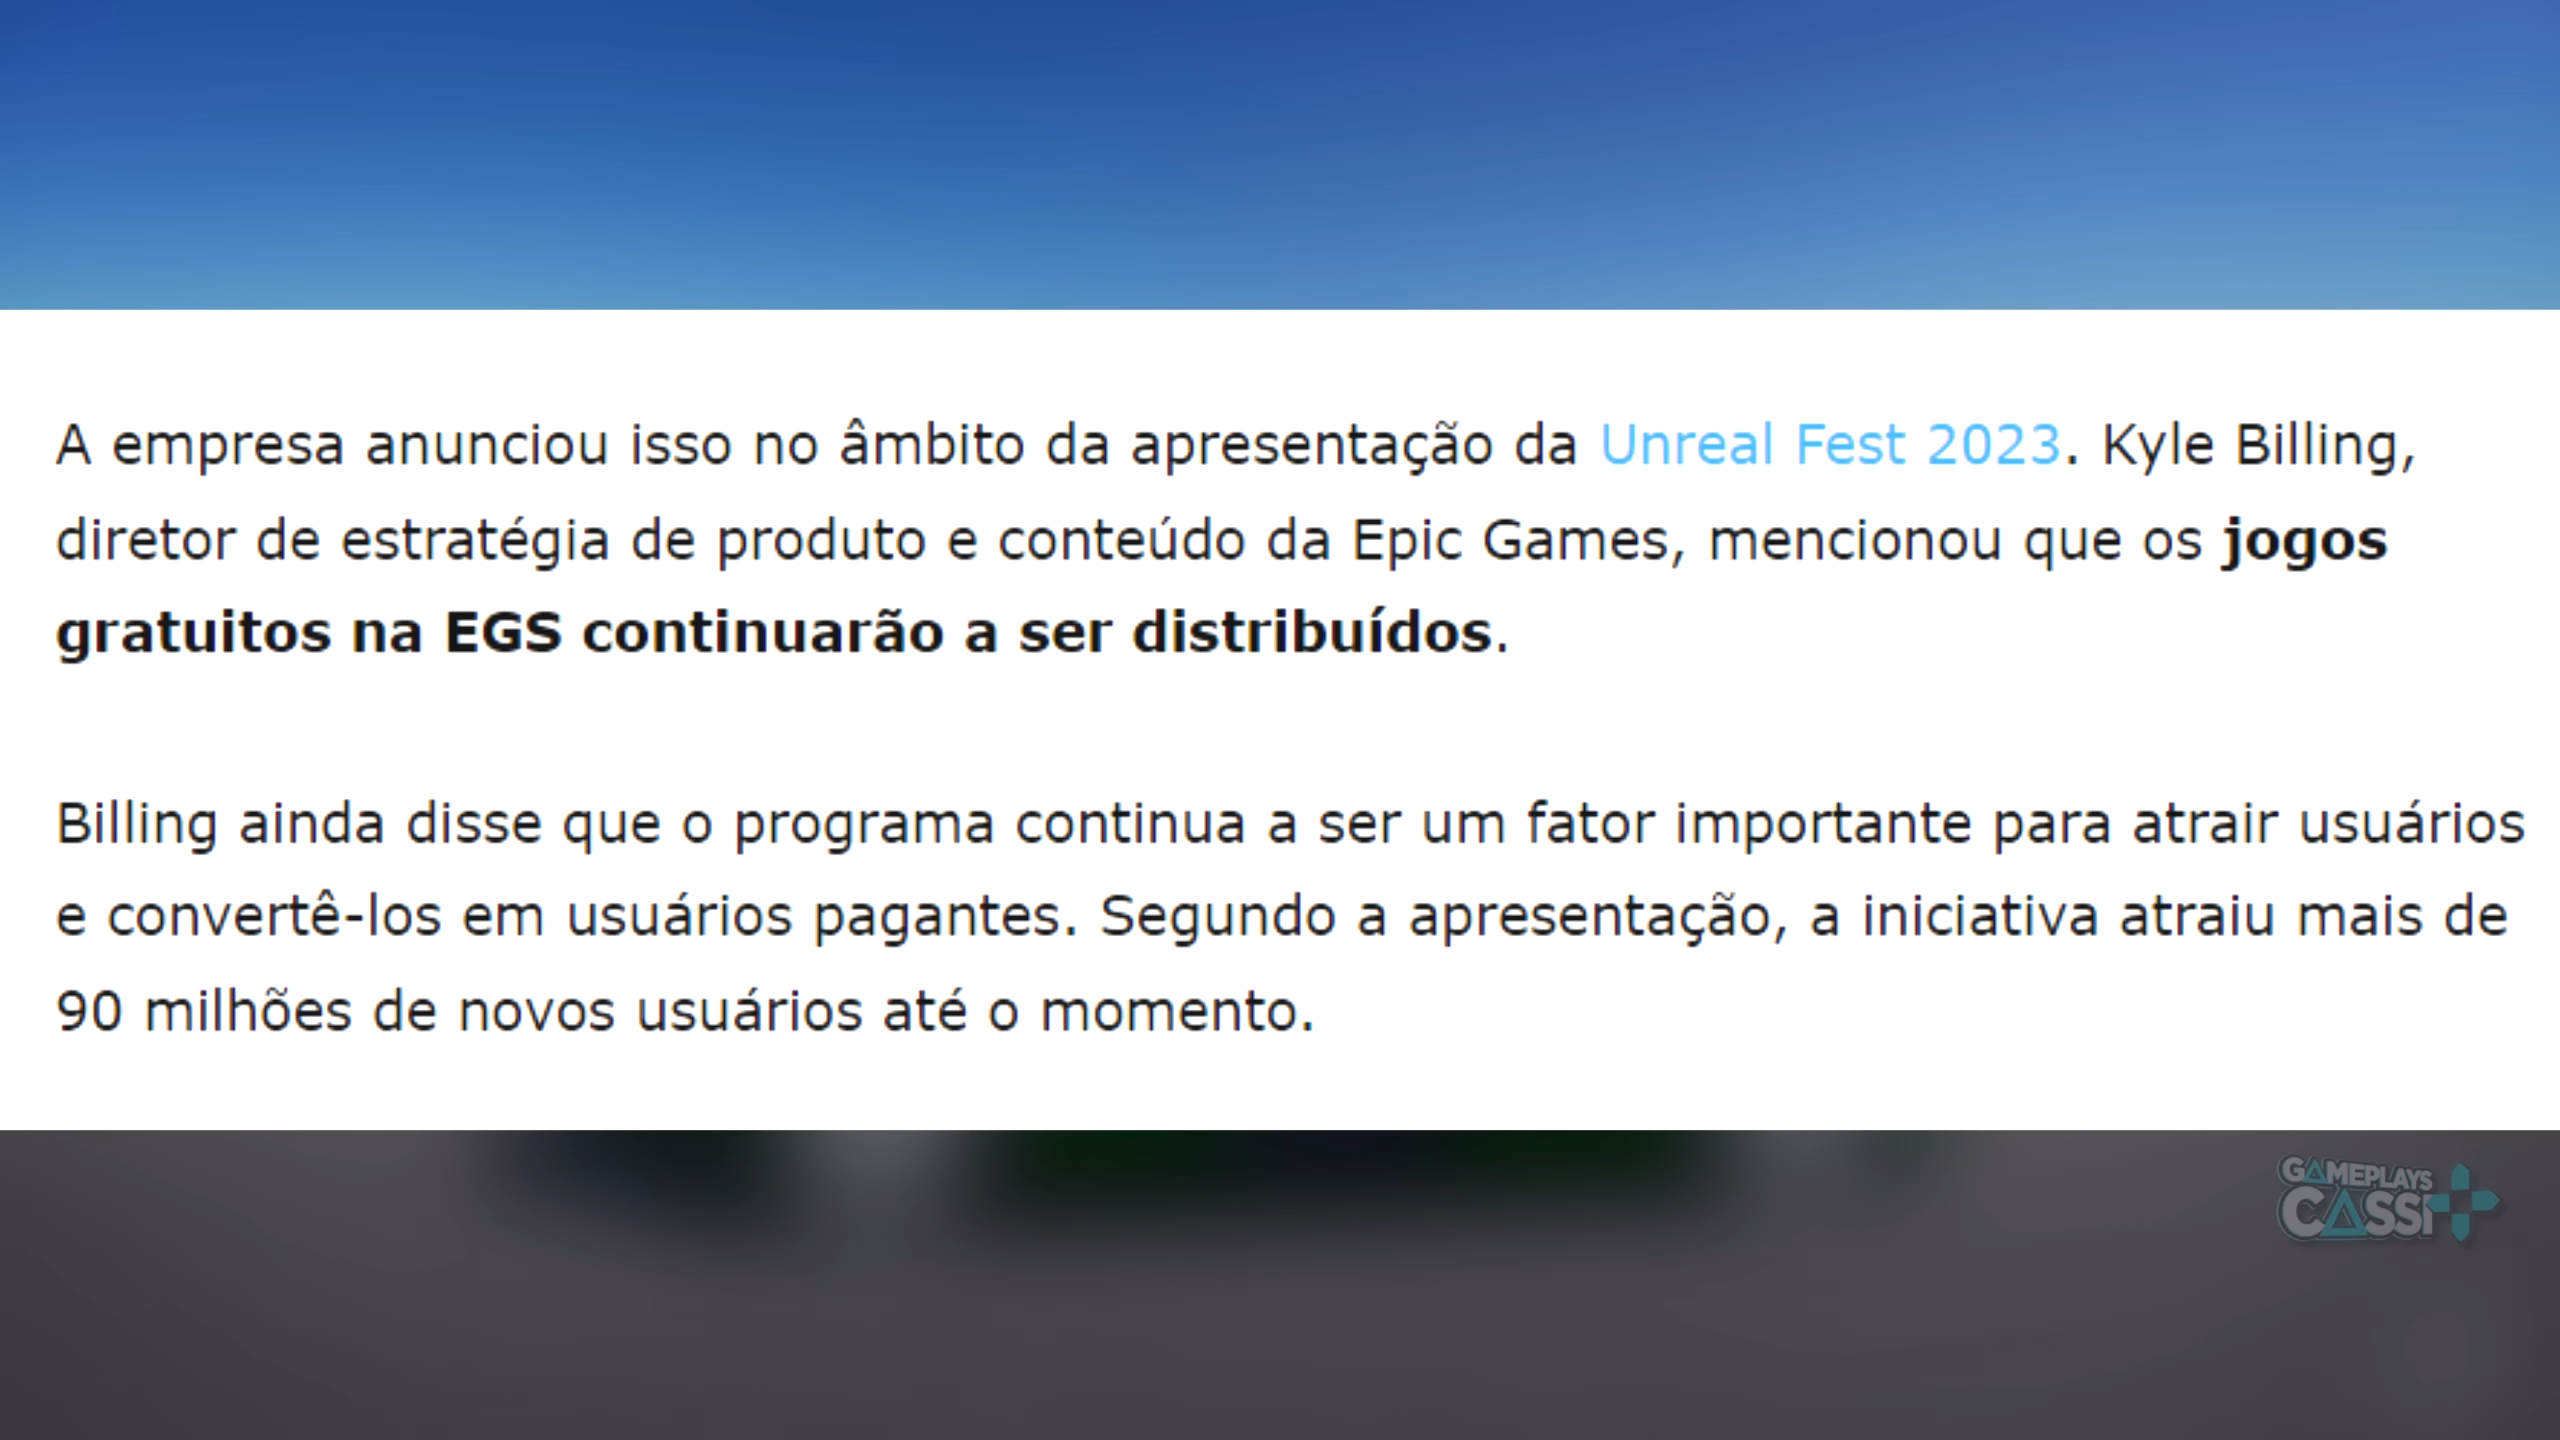 A empresa anunciou isso no âmbito da apresentação da Unreal Fest 2023. Kyle Billing,
diretor de estratégia de produto e conteúdo da Epic Games, mencionou que os jogos
gratuitos na EGS continuarão a ser distribuídos.
Billing ainda disse que o programa continua a ser um fator importante para atrair usuários
e convertê-los em usuários pagantes. Segundo a apresentação, a iniciativa atraiu mais de
90 milhões de novos usuários até o momento.
GAMEPLAYS
CASSI